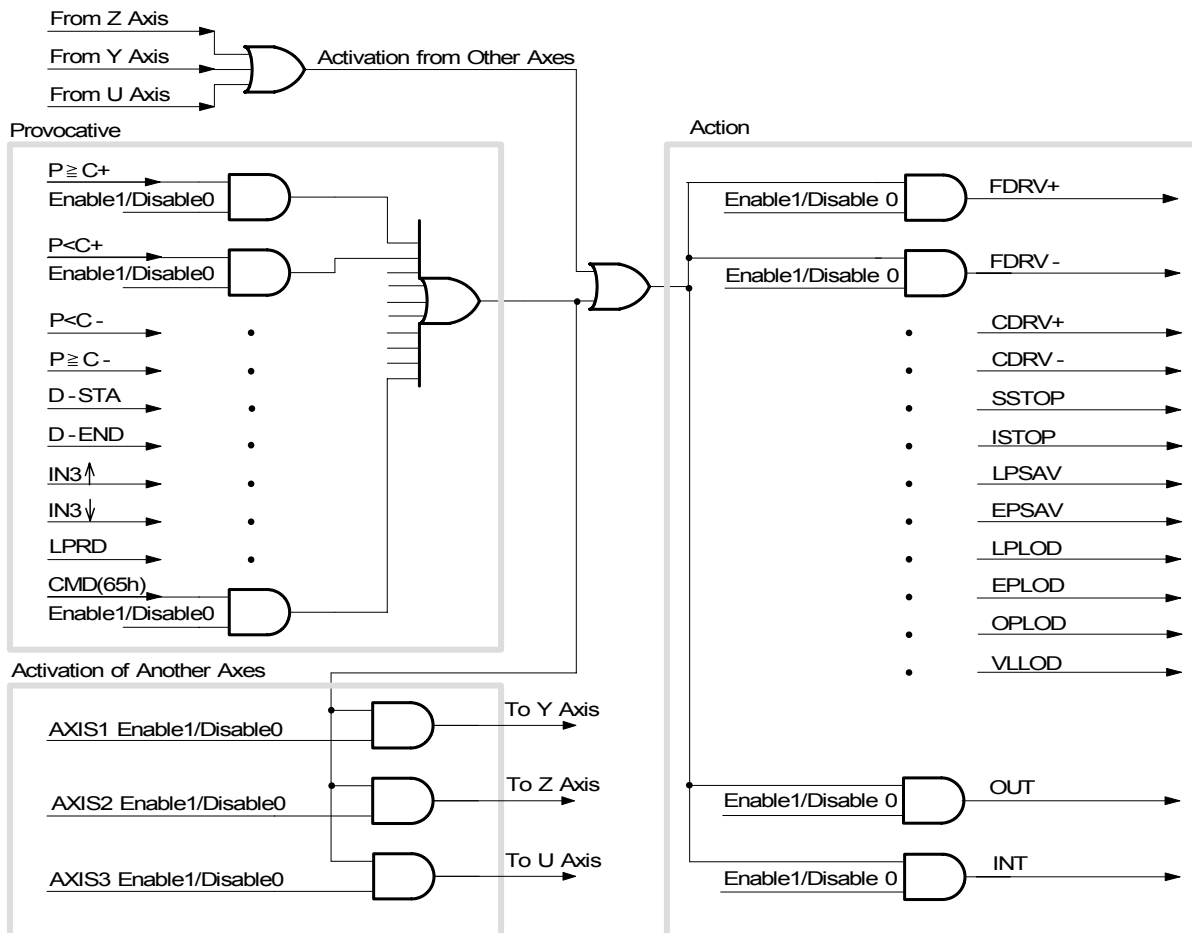 From Z Axis
From Y Axis
From U Axis
Activation from Other Axes
Provocative
P≧C+
Enable1/Disable0
P<C+
Enable1/Disable0
P<C-
P≧C-
D-STA
D-END
IN3↑
IN3↓
LPRD
CMD(65h)
Enable1/Disable0
Activation of Another Axes
AXIS1 Enable1/Disable0
To Y Axis
AXIS2 Enable1/Disable0
To Z Axis
AXIS3 Enable1/Disable0
To U Axis
Action
Enable1/Disable 0
FDRV+
Enable1/Disable 0
FDRV-
CDRV+
CDRV-
SSTOP
ISTOP
LPSAV
EPSAV
LPLOD
EPLOD
OPLOD
VLLOD
Enable1/Disable 0
OUT
Enable1/Disable 0
INT